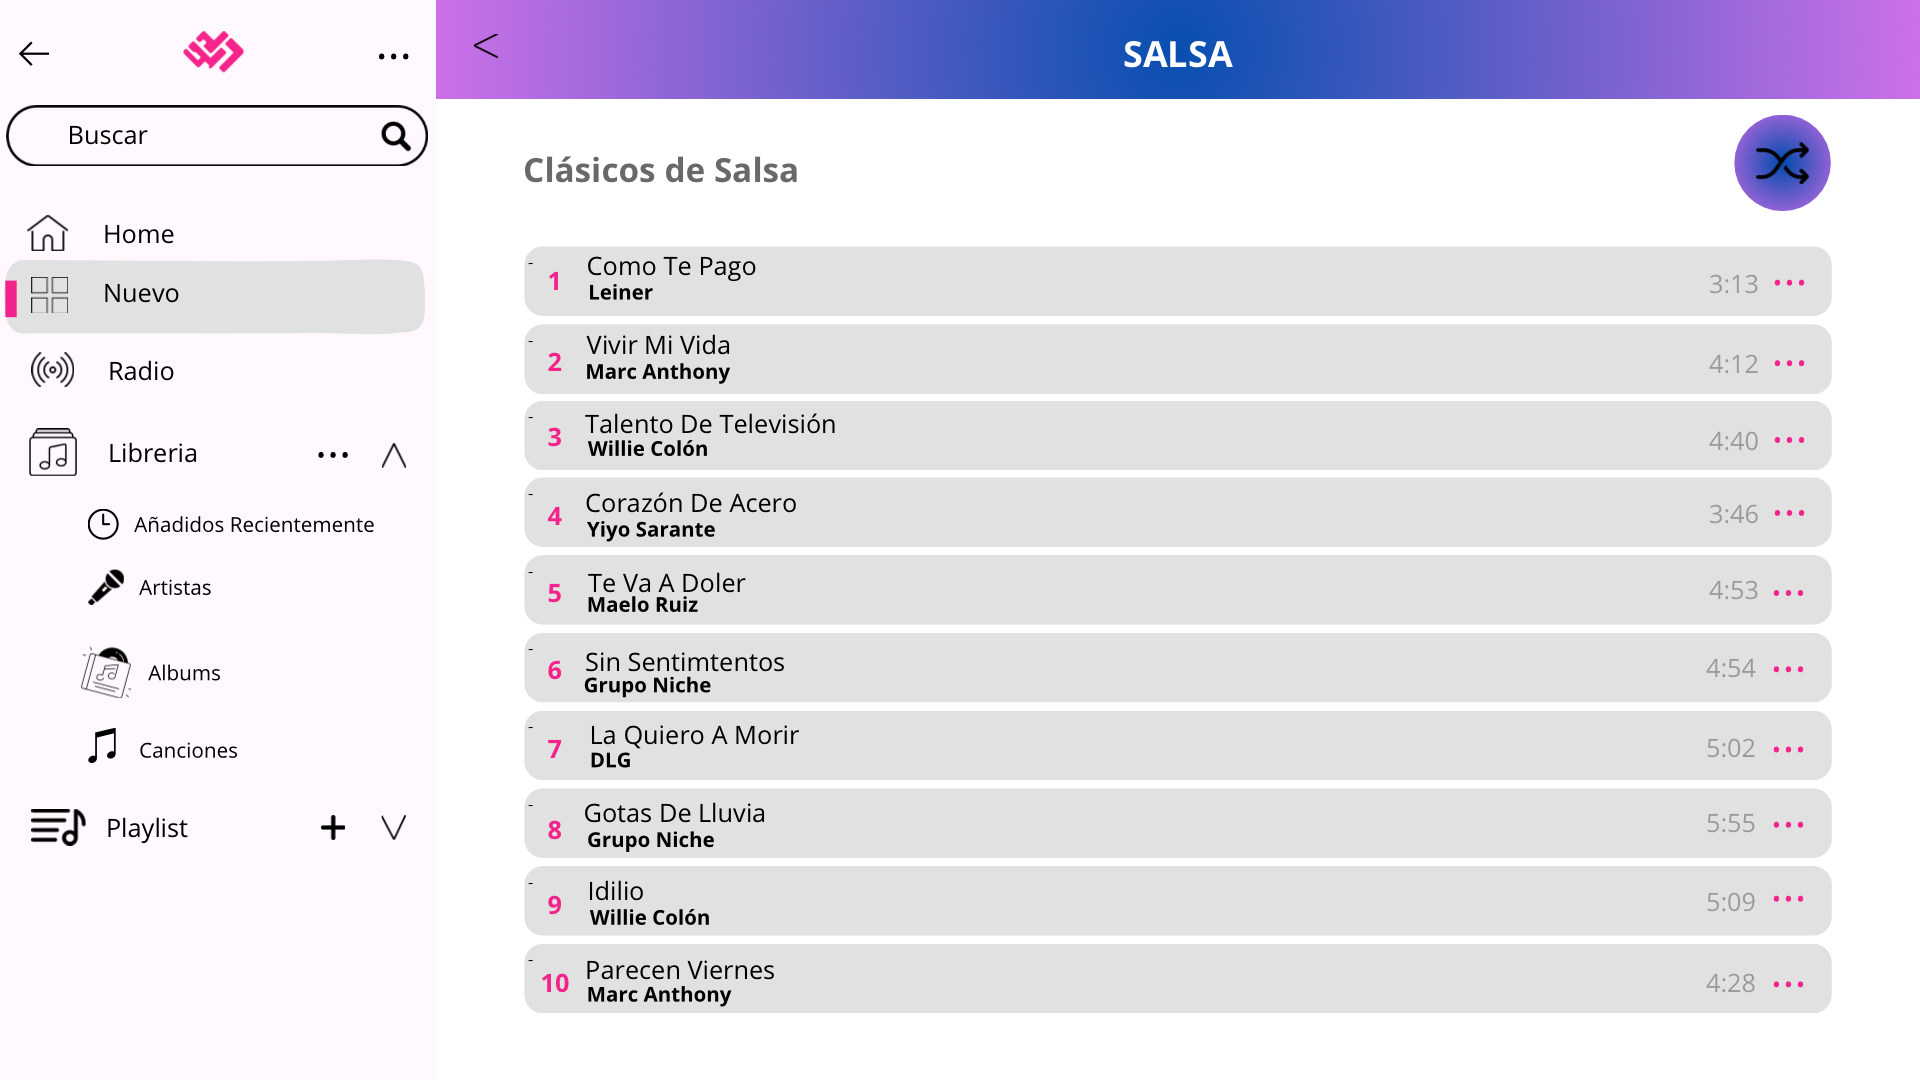 Buscar
Home
Nuevo
Radio
Libreria
Añadidos Recientemente
Artistas
Albums
Canciones
Playlist
SALSA
Clásicos de Salsa
1 Como Te Pago
Leiner
3:13
2 Vivir Mi Vida
Marc Anthony
4:12
3 Talento De Televisión
Willie Colón
4:40
4 Corazón De Acero
Yiyo Sarante
3:46
5 Te Va A Doler
Maelo Ruiz
4:53
6 Sin Sentimtentos
Grupo Niche
4:54
7 La Quiero A Morir
DLG
5:02
8 Gotas De Lluvia
Grupo Niche
5:55
9 Idilio
Willie Colón
5:09
10 Parecen Viernes
Marc Anthony
4:28